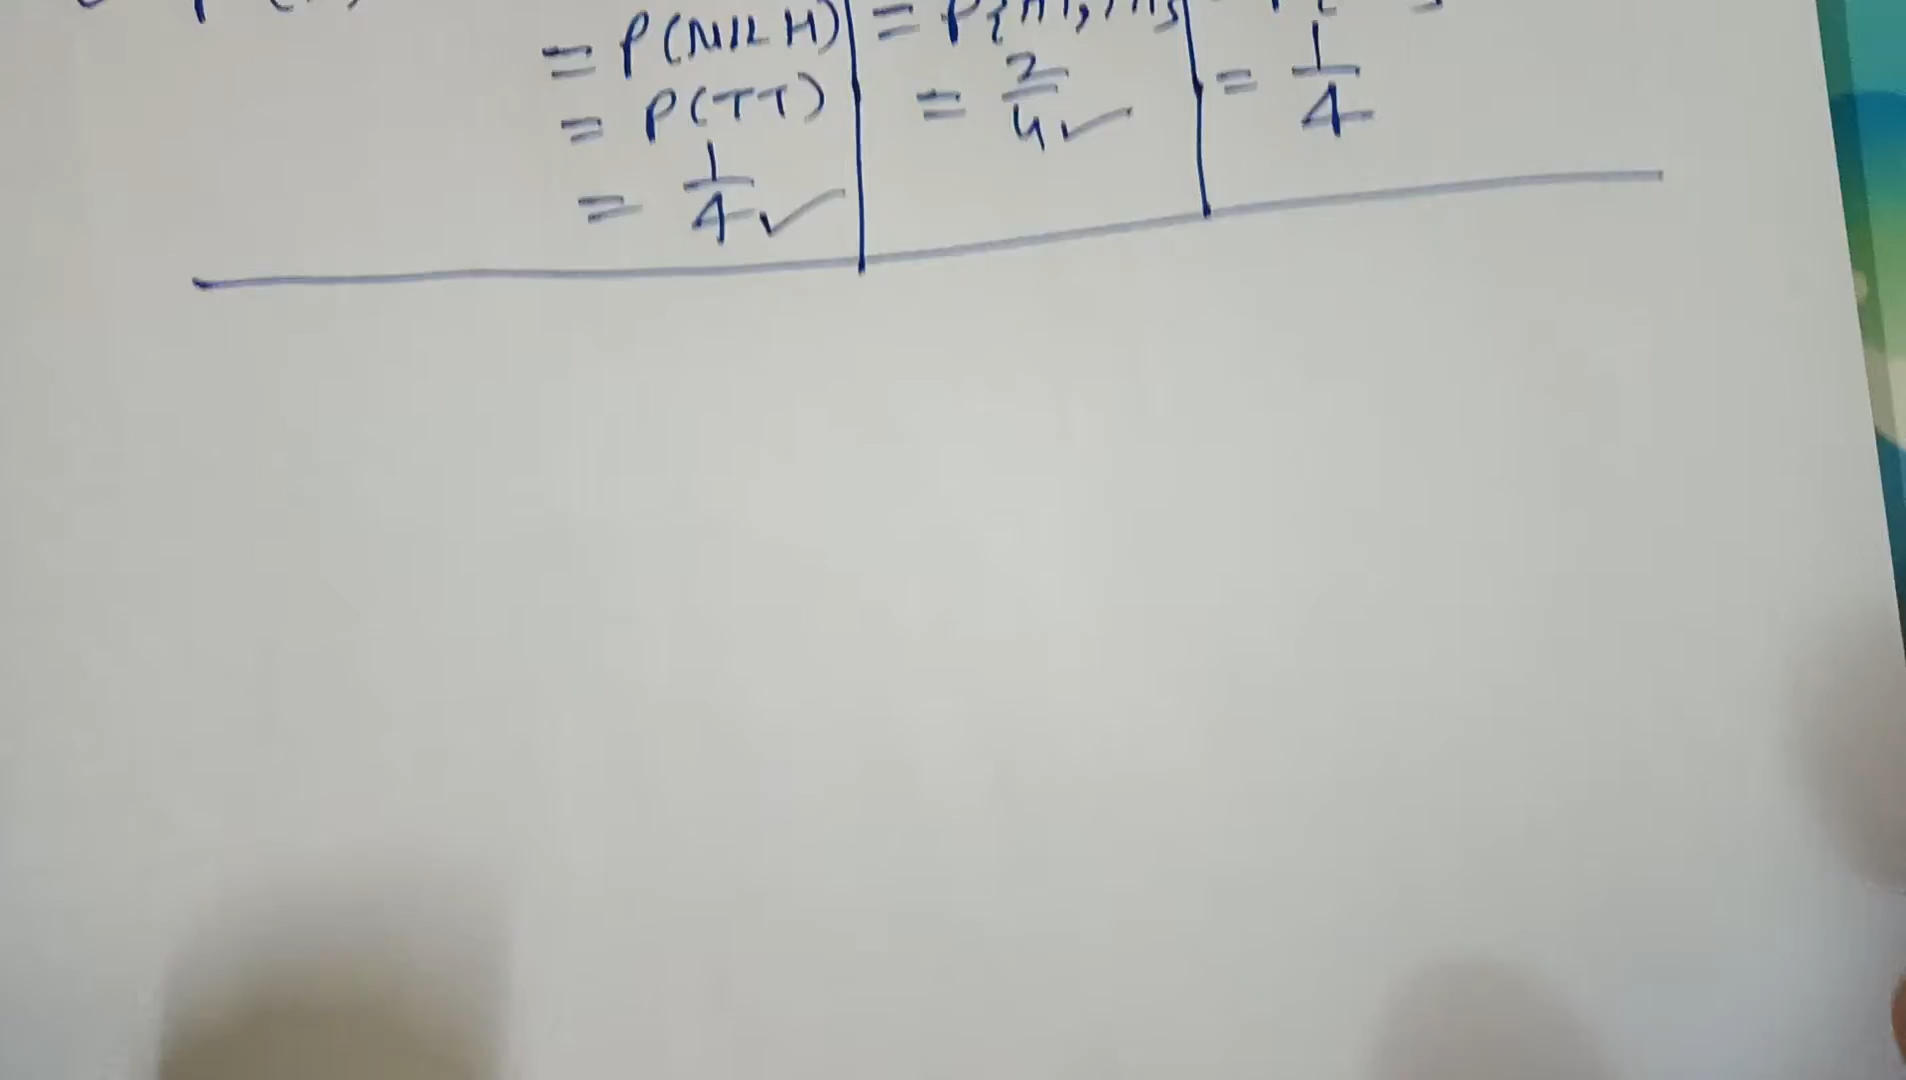 = P(NIL H) = P{HT, TH}
= P(TT) = 2/4 ✓ = 1/4
= 1/4 ✓